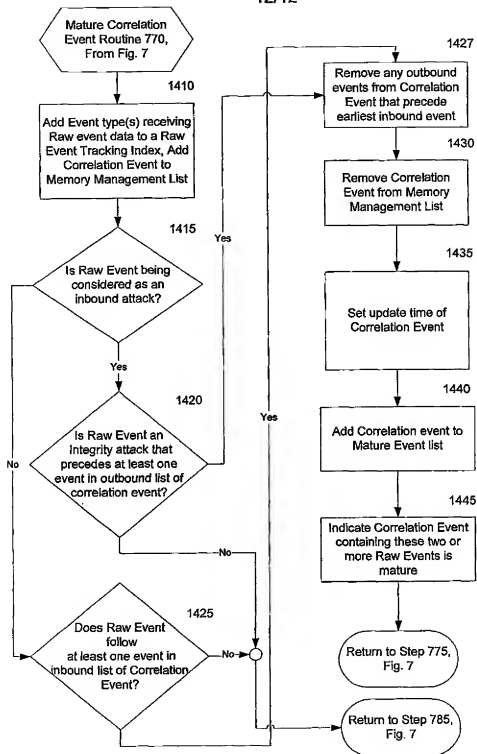 12/12
Mature Correlation
Event Routine 770,
From Fig. 7
1410
Add Event type(s) receiving
Raw event data to a Raw
Event Tracking Index, Add
Correlation Event to
Memory Management List
1415
Is Raw Event being
considered as an
inbound attack?
Yes
1420
Is Raw Event an
Integrity attack that
precedes at least one
event in outbound list of
correlation event?
Yes
No
No
1425
Does Raw Event
follow
at least one event in
inbound list of Correlation
Event?
No
Yes
1427
Remove any outbound
events from Correlation
Event that precede
earliest inbound event
1430
Remove Correlation
Event from Memory
Management List
1435
Set update time of
Correlation Event
1440
Add Correlation event to
Mature Event list
1445
Indicate Correlation Event
containing these two or
more Raw Events is
mature
Return to Step 775,
Fig. 7
Return to Step 785,
Fig. 7